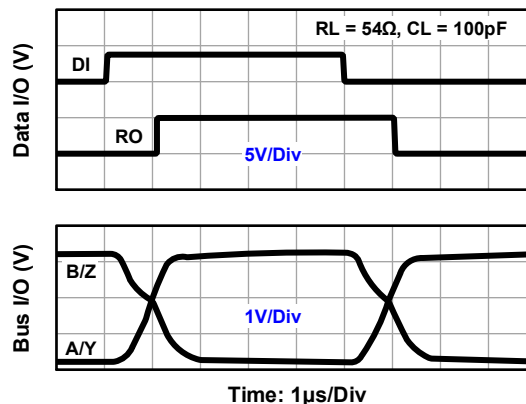 RL = 54Ω, CL = 100pF
Data I/O (V)
DI
RO
5V/Div
Bus I/O (V)
B/Z
1V/Div
A/Y
Time: 1μs/Div